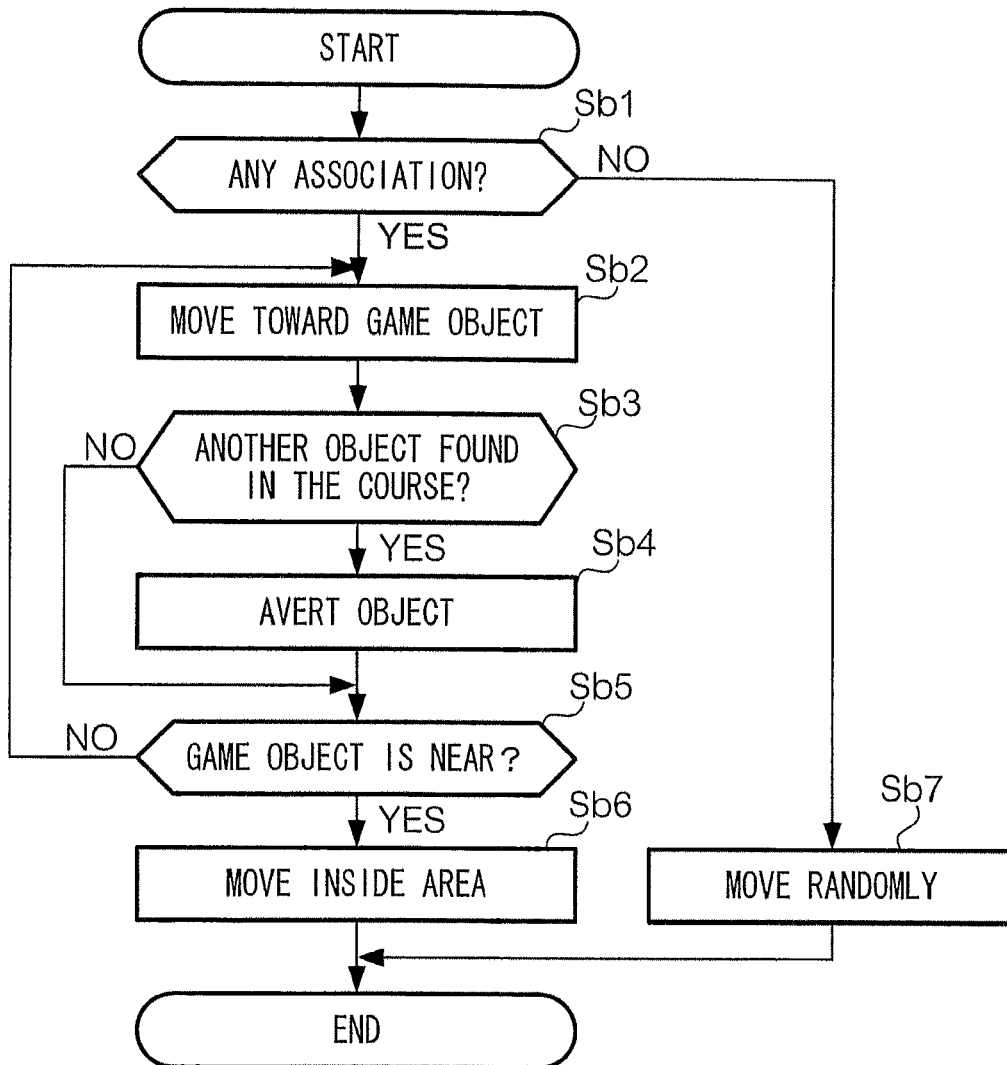 START
Sb1
ANY ASSOCIATION?
NO
YES
Sb2
MOVE TOWARD GAME OBJECT
Sb3
NO
ANOTHER OBJECT FOUND
IN THE COURSE?
YES
Sb4
AVERT OBJECT
Sb5
NO
GAME OBJECT IS NEAR?
YES
Sb6
Sb7
MOVE INSIDE AREA
MOVE RANDOMLY
END